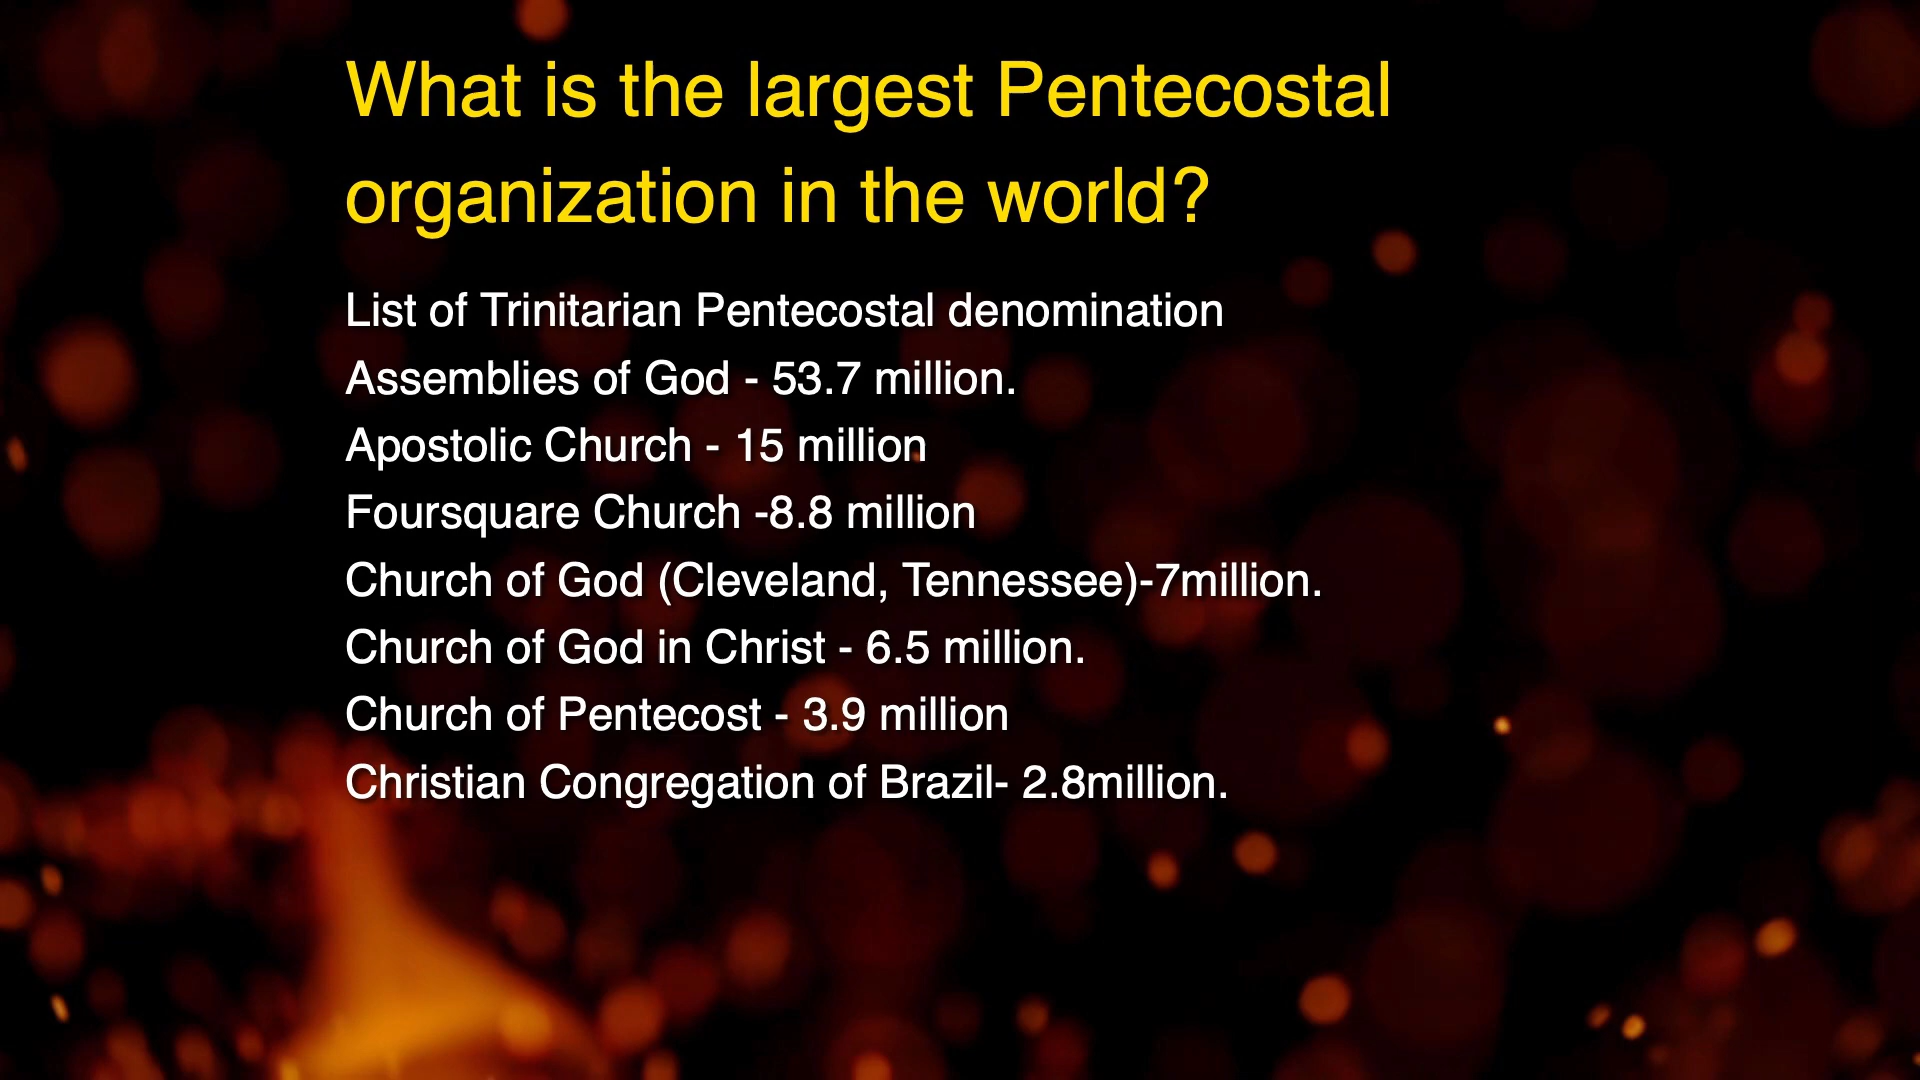 What is the largest Pentecostal
organization in the world?
List of Trinitarian Pentecostal denomination
Assemblies of God - 53.7 million.
Apostolic Church - 15 million
Foursquare Church -8.8 million
Church of God (Cleveland, Tennessee)-7million.
Church of God in Christ - 6.5 million.
Church of Pentecost - 3.9 million
Christian Congregation of Brazil- 2.8million.